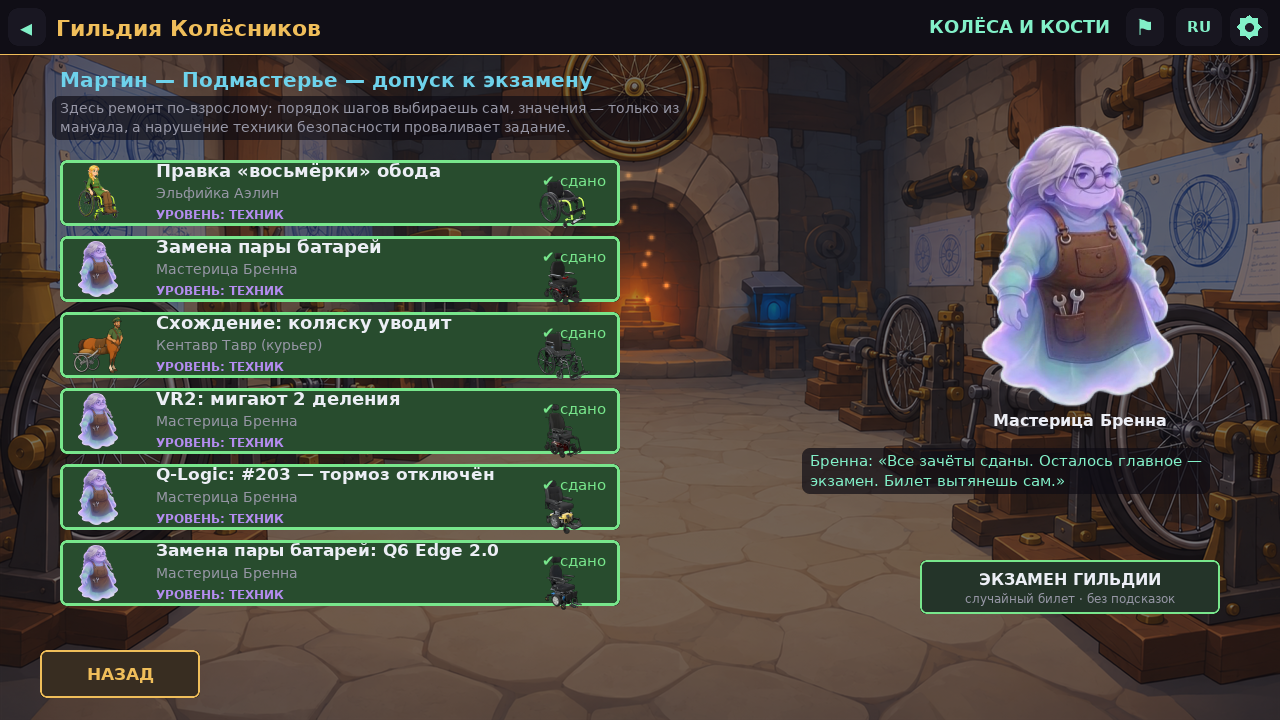 ◀ Гильдия Колёсников
КОЛЁСА И КОСТИ
RU
Мартин — Подмастерье — допуск к экзамену
Здесь ремонт по-взрослому: порядок шагов выбираешь сам, значения — только из
мануала, а нарушение техники безопасности проваливает задание.
Правка «восьмёрки» обода
Эльфийка Аэлин
УРОВЕНЬ: ТЕХНИК
✔ сдано
Замена пары батарей
Мастерица Бренна
УРОВЕНЬ: ТЕХНИК
✔ сдано
Схождение: коляску уводит
Кентавр Тавр (курьер)
УРОВЕНЬ: ТЕХНИК
✔ сдано
VR2: мигают 2 деления
Мастерица Бренна
УРОВЕНЬ: ТЕХНИК
✔ сдано
Q-Logic: #203 — тормоз отключён
Мастерица Бренна
УРОВЕНЬ: ТЕХНИК
✔ сдано
Замена пары батарей: Q6 Edge 2.0
Мастерица Бренна
УРОВЕНЬ: ТЕХНИК
✔ сдано
Мастерица Бренна
Бренна: «Все зачёты сданы. Осталось главное —
экзамен. Билет вытянешь сам.»
ЭКЗАМЕН ГИЛЬДИИ
случайный билет · без подсказок
НАЗАД